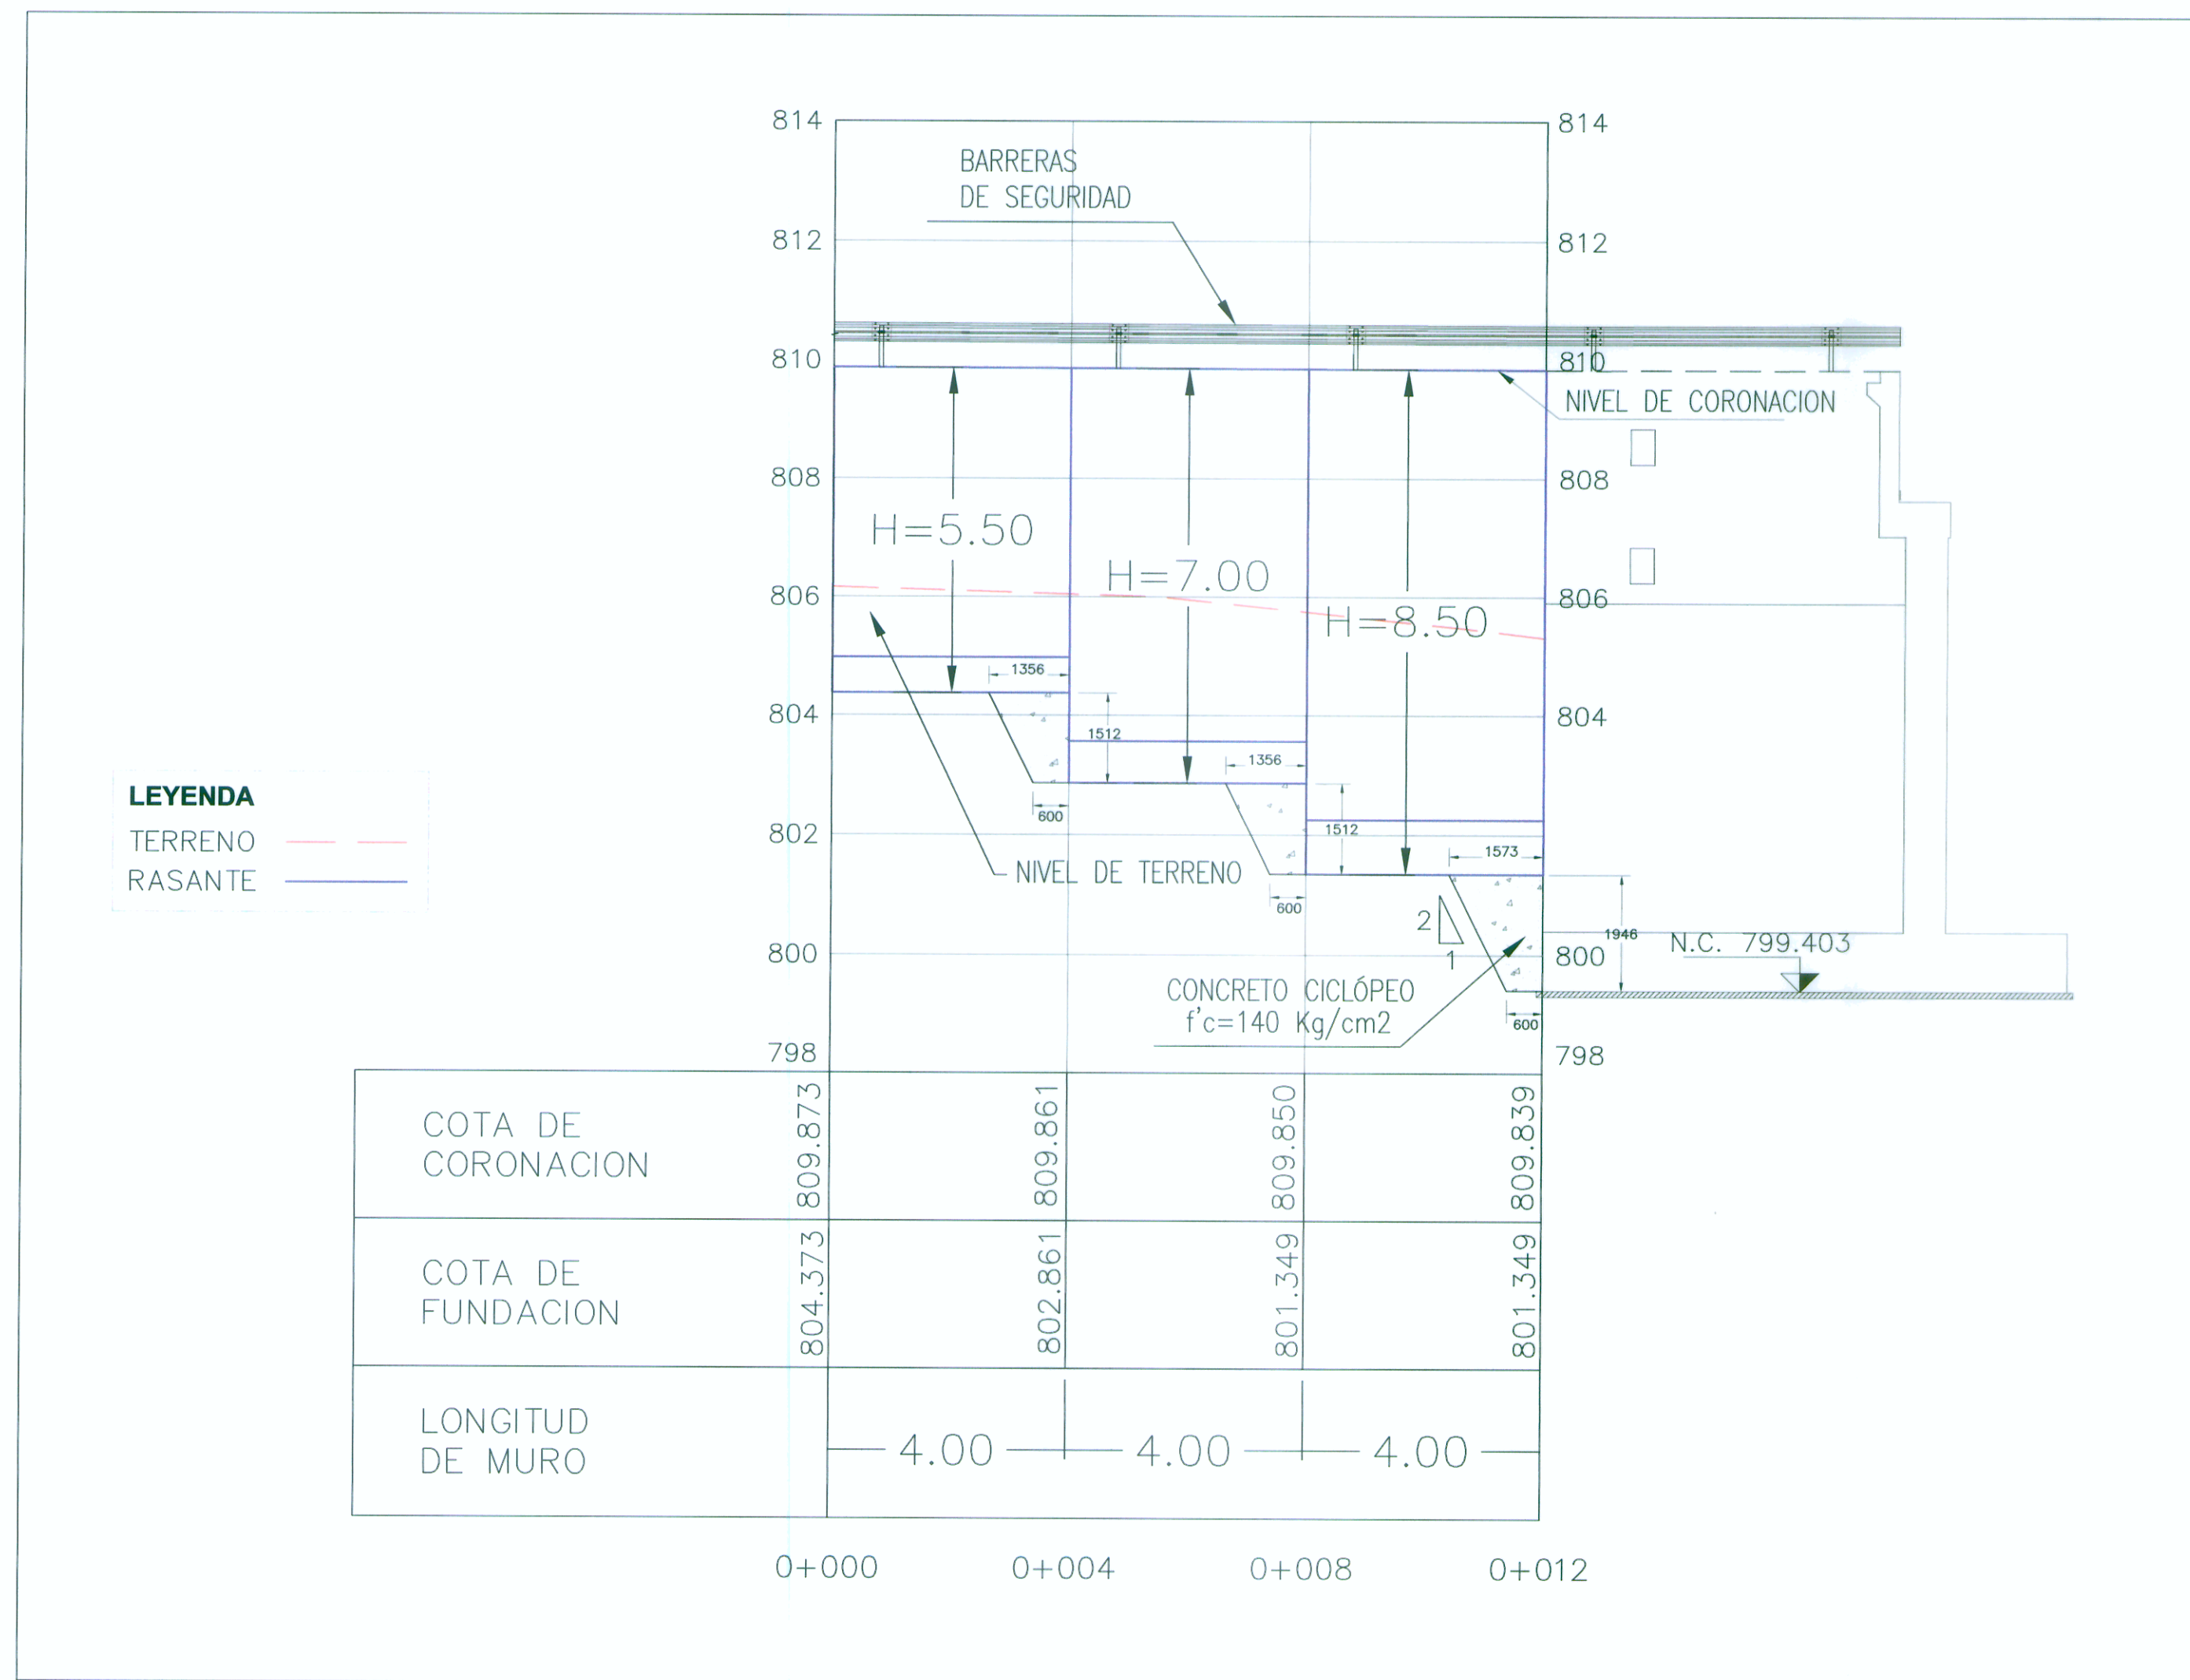 814
814
BARRERAS
DE SEGURIDAD
812
812
810
810
NIVEL DE CORONACION
808
808
H=5.50
H=7.00
H=8.50
806
806
1356
804
804
1512
1356
LEYENDA
TERRENO
RASANTE
600
802
1512
NIVEL DE TERRENO
1573
600
2
1
1946
N.C. 799.403
800
800
CONCRETO CICLÓPEO
f'c=140 Kg/cm2
600
798
798
COTA DE
CORONACION
809.873
809.861
809.850
809.839
COTA DE
FUNDACION
804.373
802.861
801.349
801.349
LONGITUD
DE MURO
4.00
4.00
4.00
0+000
0+004
0+008
0+012